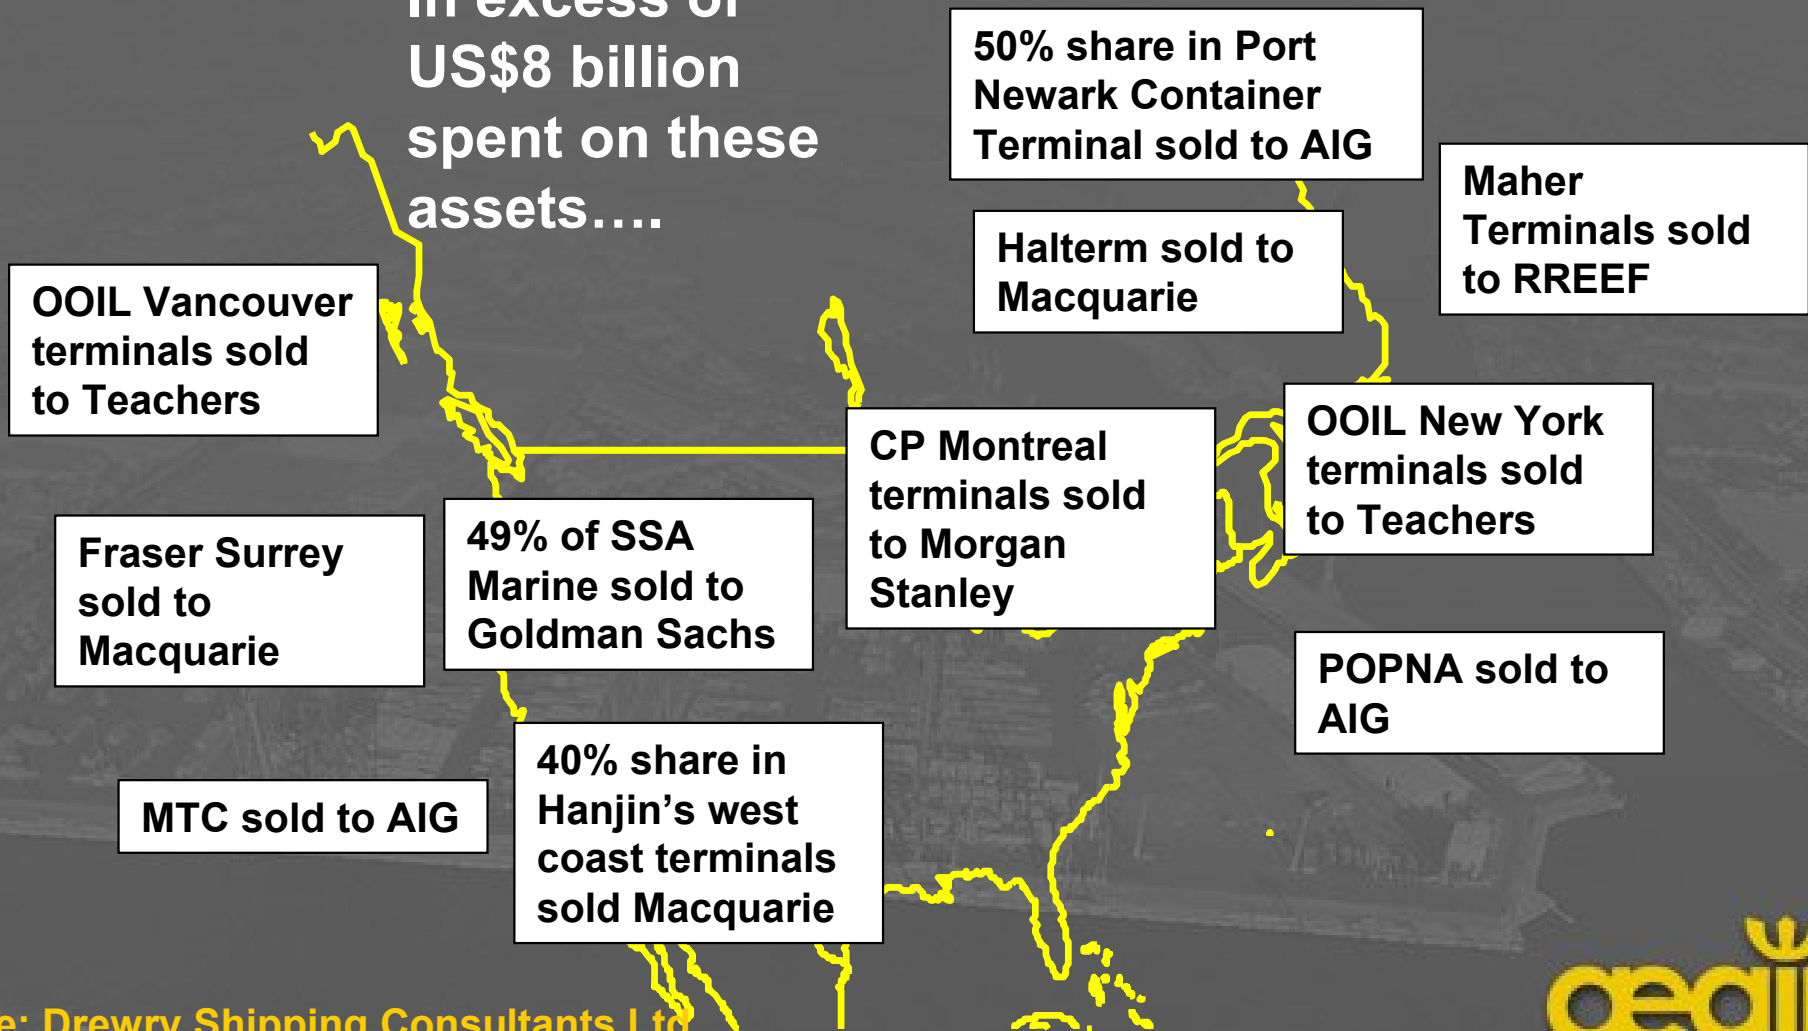 in excess of
US$8 billion
spent on these
assets….
50% share in Port
Newark Container
Terminal sold to AIG
Maher
Terminals sold
to RREEF
Halterm sold to
Macquarie
OOIL Vancouver
terminals sold
to Teachers
CP Montreal
terminals sold
to Morgan
Stanley
OOIL New York
terminals sold
to Teachers
Fraser Surrey
sold to
Macquarie
49% of SSA
Marine sold to
Goldman Sachs
POPNA sold to
AIG
MTC sold to AIG
40% share in
Hanjin’s west
coast terminals
sold Macquarie
Drewry Shipping Consultants Ltd